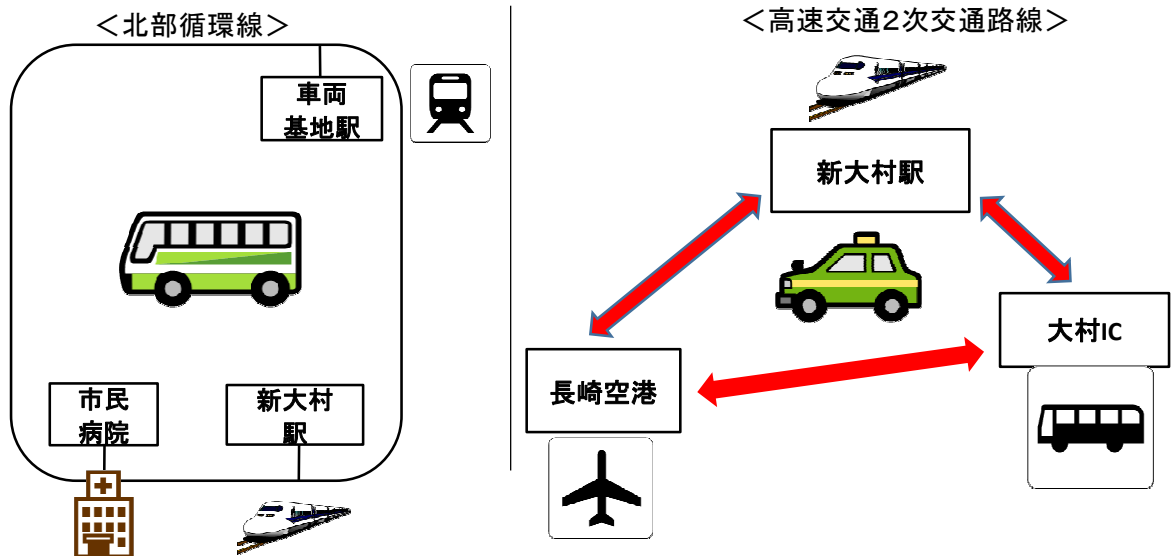 ＜北部循環線＞
車両
基地駅
市民
病院
新大村
駅
＜高速交通２次交通路線＞
新大村駅
大村IC
長崎空港